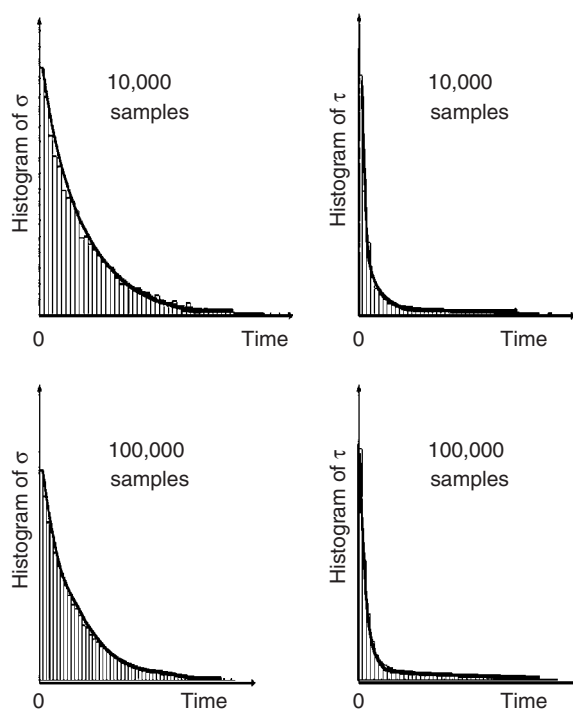 Histogram of σ
10,000
samples
0
Time
Histogram of τ
10,000
samples
0
Time
Histogram of σ
100,000
samples
0
Time
Histogram of τ
100,000
samples
0
Time